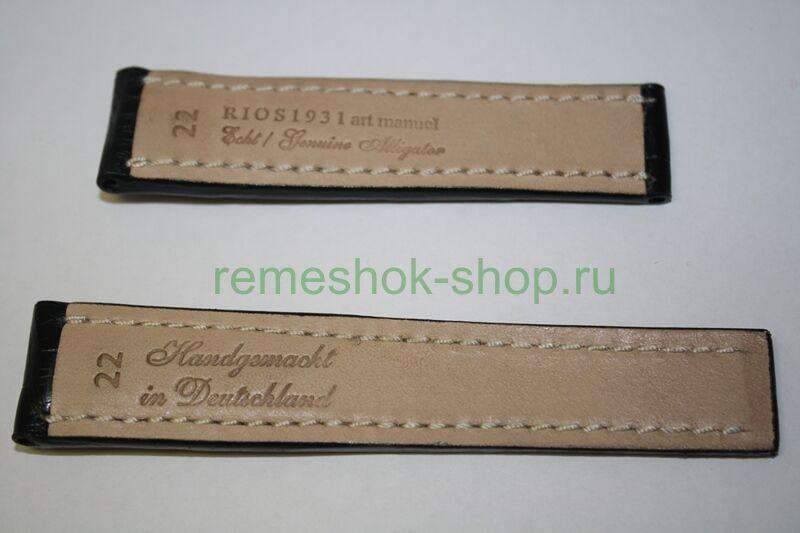 22
RIOS1931 art manuel
Echt / Genuine Alligator
remeshok-shop.ru
22
Handgemacht
in Deutschland